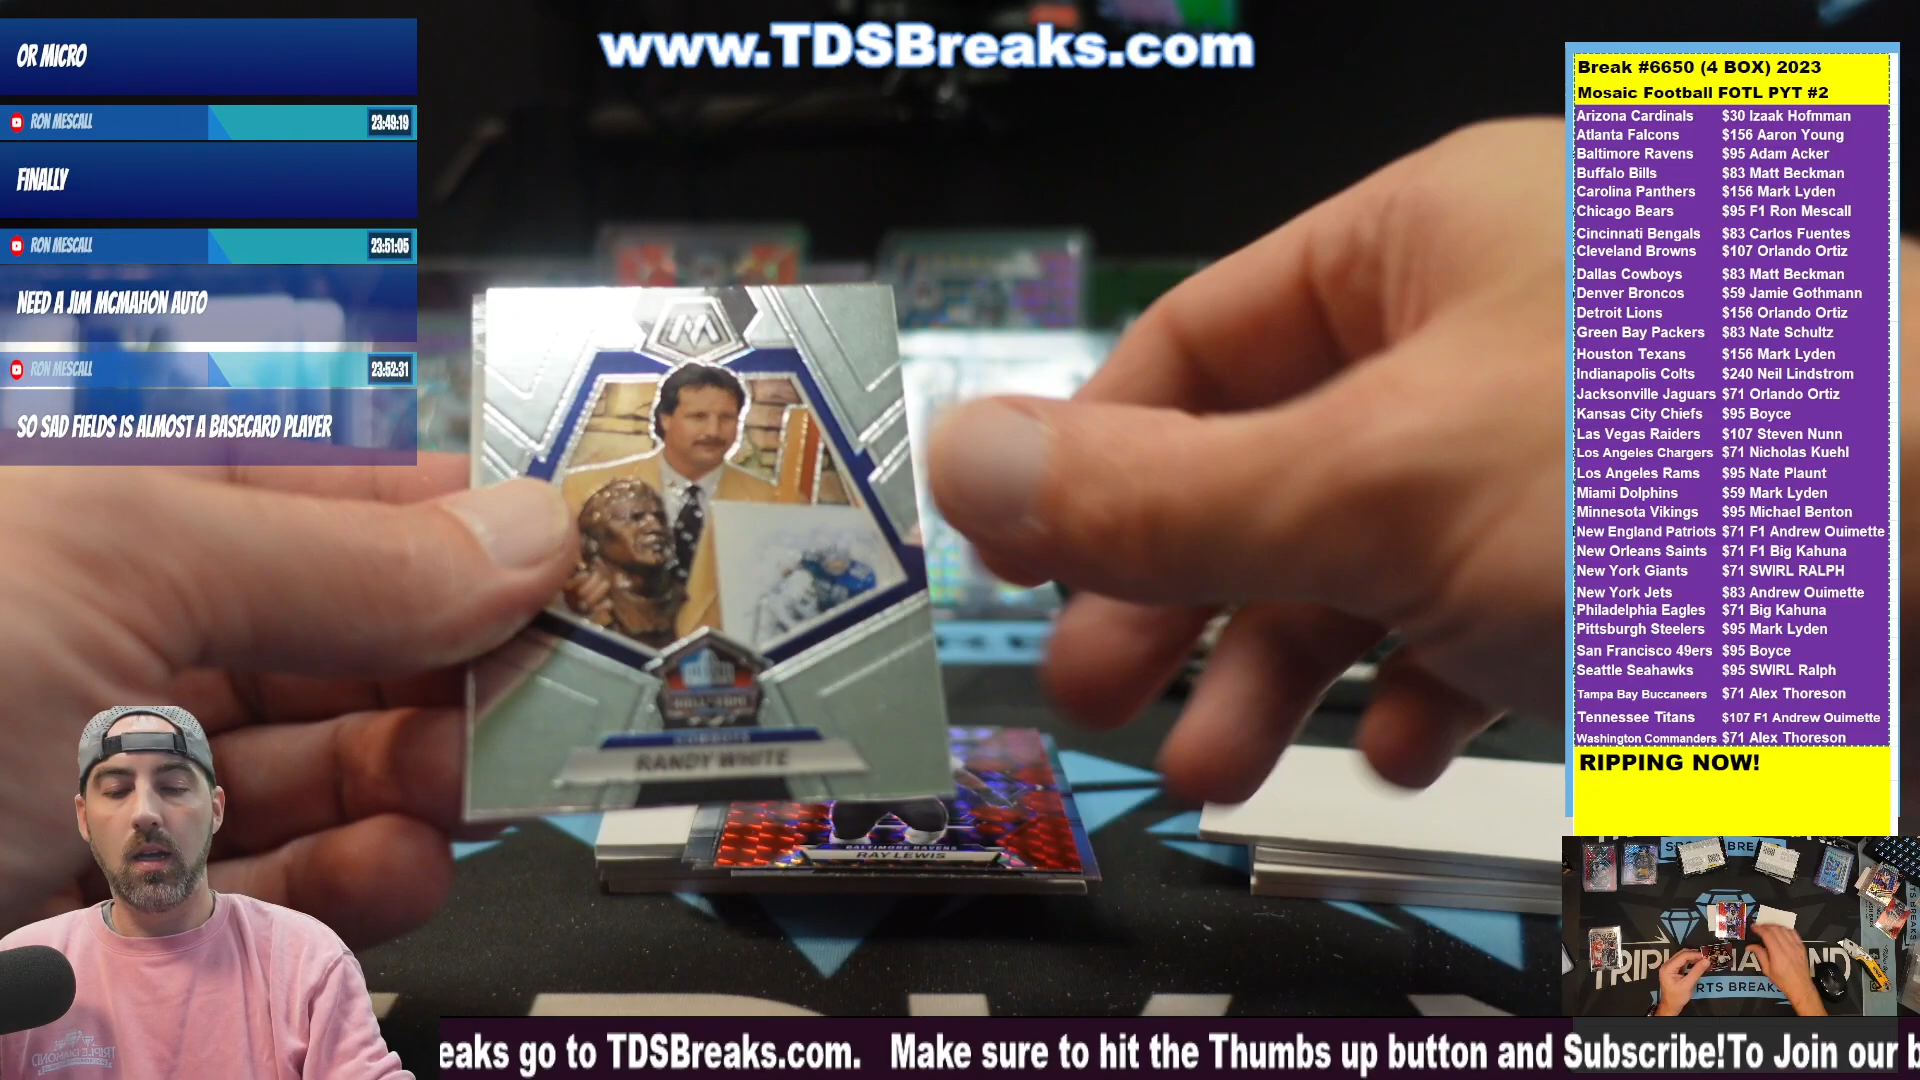 www.TDSBreaks.com
OR MICRO
RON MESCALL 23:49:19
FINALLY
RON MESCALL 23:51:05
NEED A JIM MCMAHON AUTO
RON MESCALL 23:52:31
SO SAD FIELDS IS ALMOST A BASECARD PLAYER
M
COWBOYS
RANDY WHITE
BALTIMORE RAVENS
RAY LEWIS
Break #6650 (4 BOX) 2023
Mosaic Football FOTL PYT #2
Arizona Cardinals $30 Izaak Hofmman
Atlanta Falcons $156 Aaron Young
Baltimore Ravens $95 Adam Acker
Buffalo Bills $83 Matt Beckman
Carolina Panthers $156 Mark Lyden
Chicago Bears $95 F1 Ron Mescall
Cincinnati Bengals $83 Carlos Fuentes
Cleveland Browns $107 Orlando Ortiz
Dallas Cowboys $83 Matt Beckman
Denver Broncos $59 Jamie Gothmann
Detroit Lions $156 Orlando Ortiz
Green Bay Packers $83 Nate Schultz
Houston Texans $156 Mark Lyden
Indianapolis Colts $240 Neil Lindstrom
Jacksonville Jaguars $71 Orlando Ortiz
Kansas City Chiefs $95 Boyce
Las Vegas Raiders $107 Steven Nunn
Los Angeles Chargers $71 Nicholas Kuehl
Los Angeles Rams $95 Nate Plaunt
Miami Dolphins $59 Mark Lyden
Minnesota Vikings $95 Michael Benton
New England Patriots $71 F1 Andrew Ouimette
New Orleans Saints $71 F1 Big Kahuna
New York Giants $71 SWIRL RALPH
New York Jets $83 Andrew Ouimette
Philadelphia Eagles $71 Big Kahuna
Pittsburgh Steelers $95 Mark Lyden
San Francisco 49ers $95 Boyce
Seattle Seahawks $95 SWIRL Ralph
Tampa Bay Buccaneers $71 Alex Thoreson
Tennessee Titans $107 F1 Andrew Ouimette
Washington Commanders $71 Alex Thoreson
RIPPING NOW!
eaks go to TDSBreaks.com. Make sure to hit the Thumbs up button and Subscribe!To Join our b